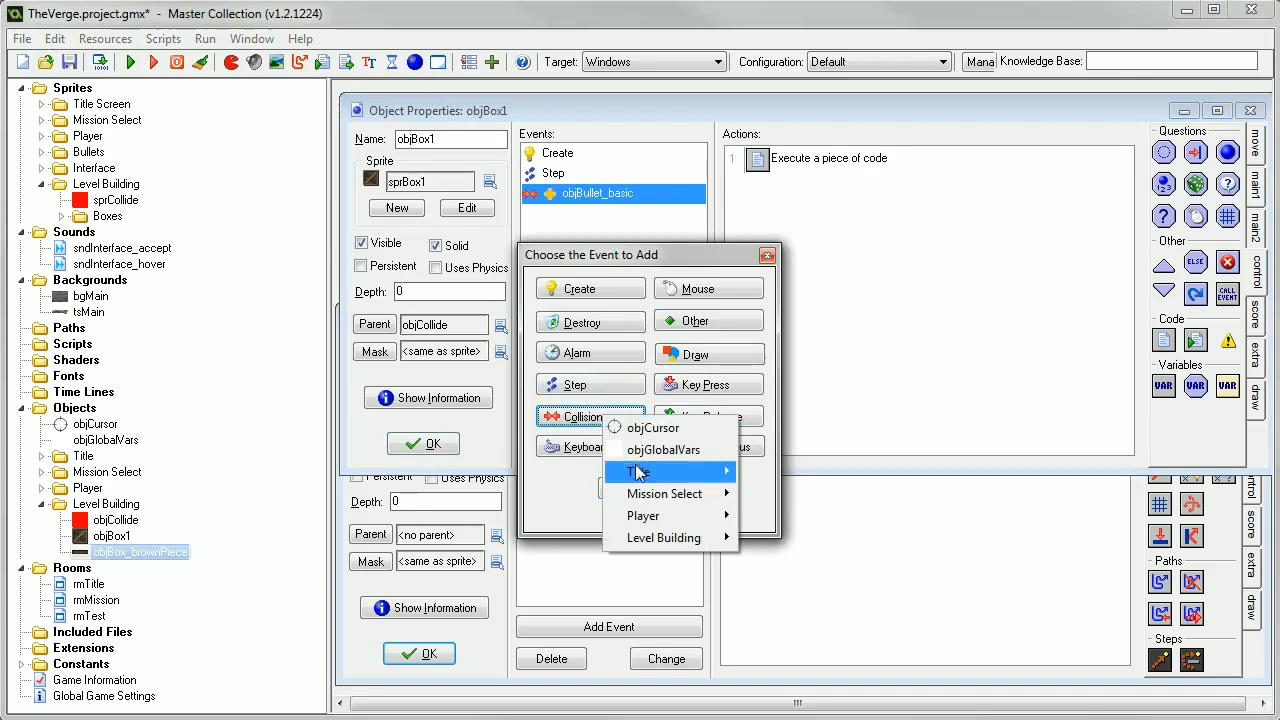 TheVerge.project.gmx* - Master Collection (v1.2.1224)
File Edit Resources Scripts Run Window Help
Target: Windows Configuration: Default Mana Knowledge Base:
Sprites
Title Screen
Mission Select
Player
Bullets
Interface
Level Building
sprCollide
Boxes
Sounds
sndInterface_accept
sndInterface_hover
Backgrounds
bgMain
tsMain
Paths
Scripts
Shaders
Fonts
Time Lines
Objects
objCursor
objGlobalVars
Title
Mission Select
Player
Level Building
objCollide
objBox1
objBox_brownPiece
Rooms
rmTitle
rmMission
rmTest
Included Files
Extensions
Constants
Game Information
Global Game Settings
Object Properties: objBox1
Name: objBox1
Sprite
sprBox1
New Edit
Visible Solid
Persistent Uses Physics
Depth: 0
Parent objCollide
Mask <same as sprite>
Show Information
OK
Events:
Create
Step
objBullet_basic
Actions:
1 Execute a piece of code
Questions
Other
ELSE
CALL EVENT
Code
Variables
VAR VAR VAR
move
main1
main2
control
score
extra
draw
Choose the Event to Add
Create Mouse
Destroy Other
Alarm Draw
Step Key Press
Collision
Keyboar
objCursor
objGlobalVars
Mission Select
Player
Level Building
Uses Physics
Depth: 0
Parent <no parent>
Mask <same as sprite>
Show Information
OK
Add Event
Delete Change
Paths
Steps
score
extra
draw